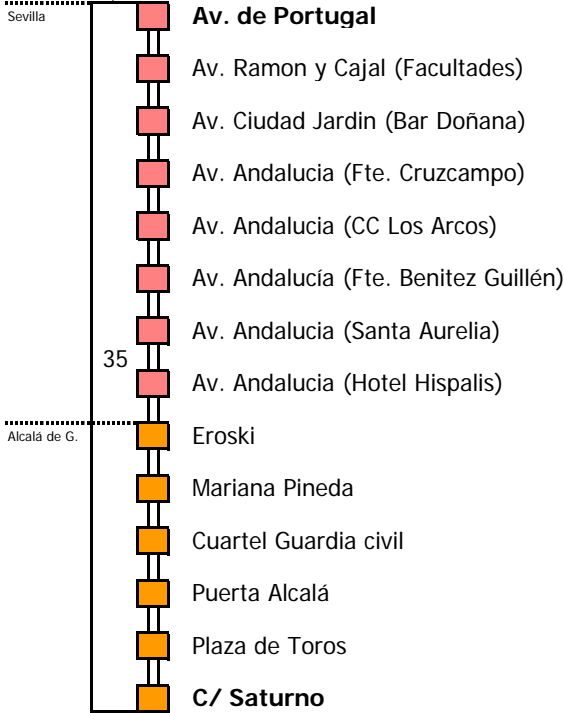 Sevilla
Av. de Portugal
Av. Ramon y Cajal (Facultades)
Av. Ciudad Jardin (Bar Doñana)
Av. Andalucia (Fte. Cruzcampo)
Av. Andalucia (CC Los Arcos)
Av. Andalucía (Fte. Benitez Guillén)
Av. Andalucia (Santa Aurelia)
35
Av. Andalucia (Hotel Hispalis)
Alcalá de G.
Eroski
Mariana Pineda
Cuartel Guardia civil
Puerta Alcalá
Plaza de Toros
C/ Saturno